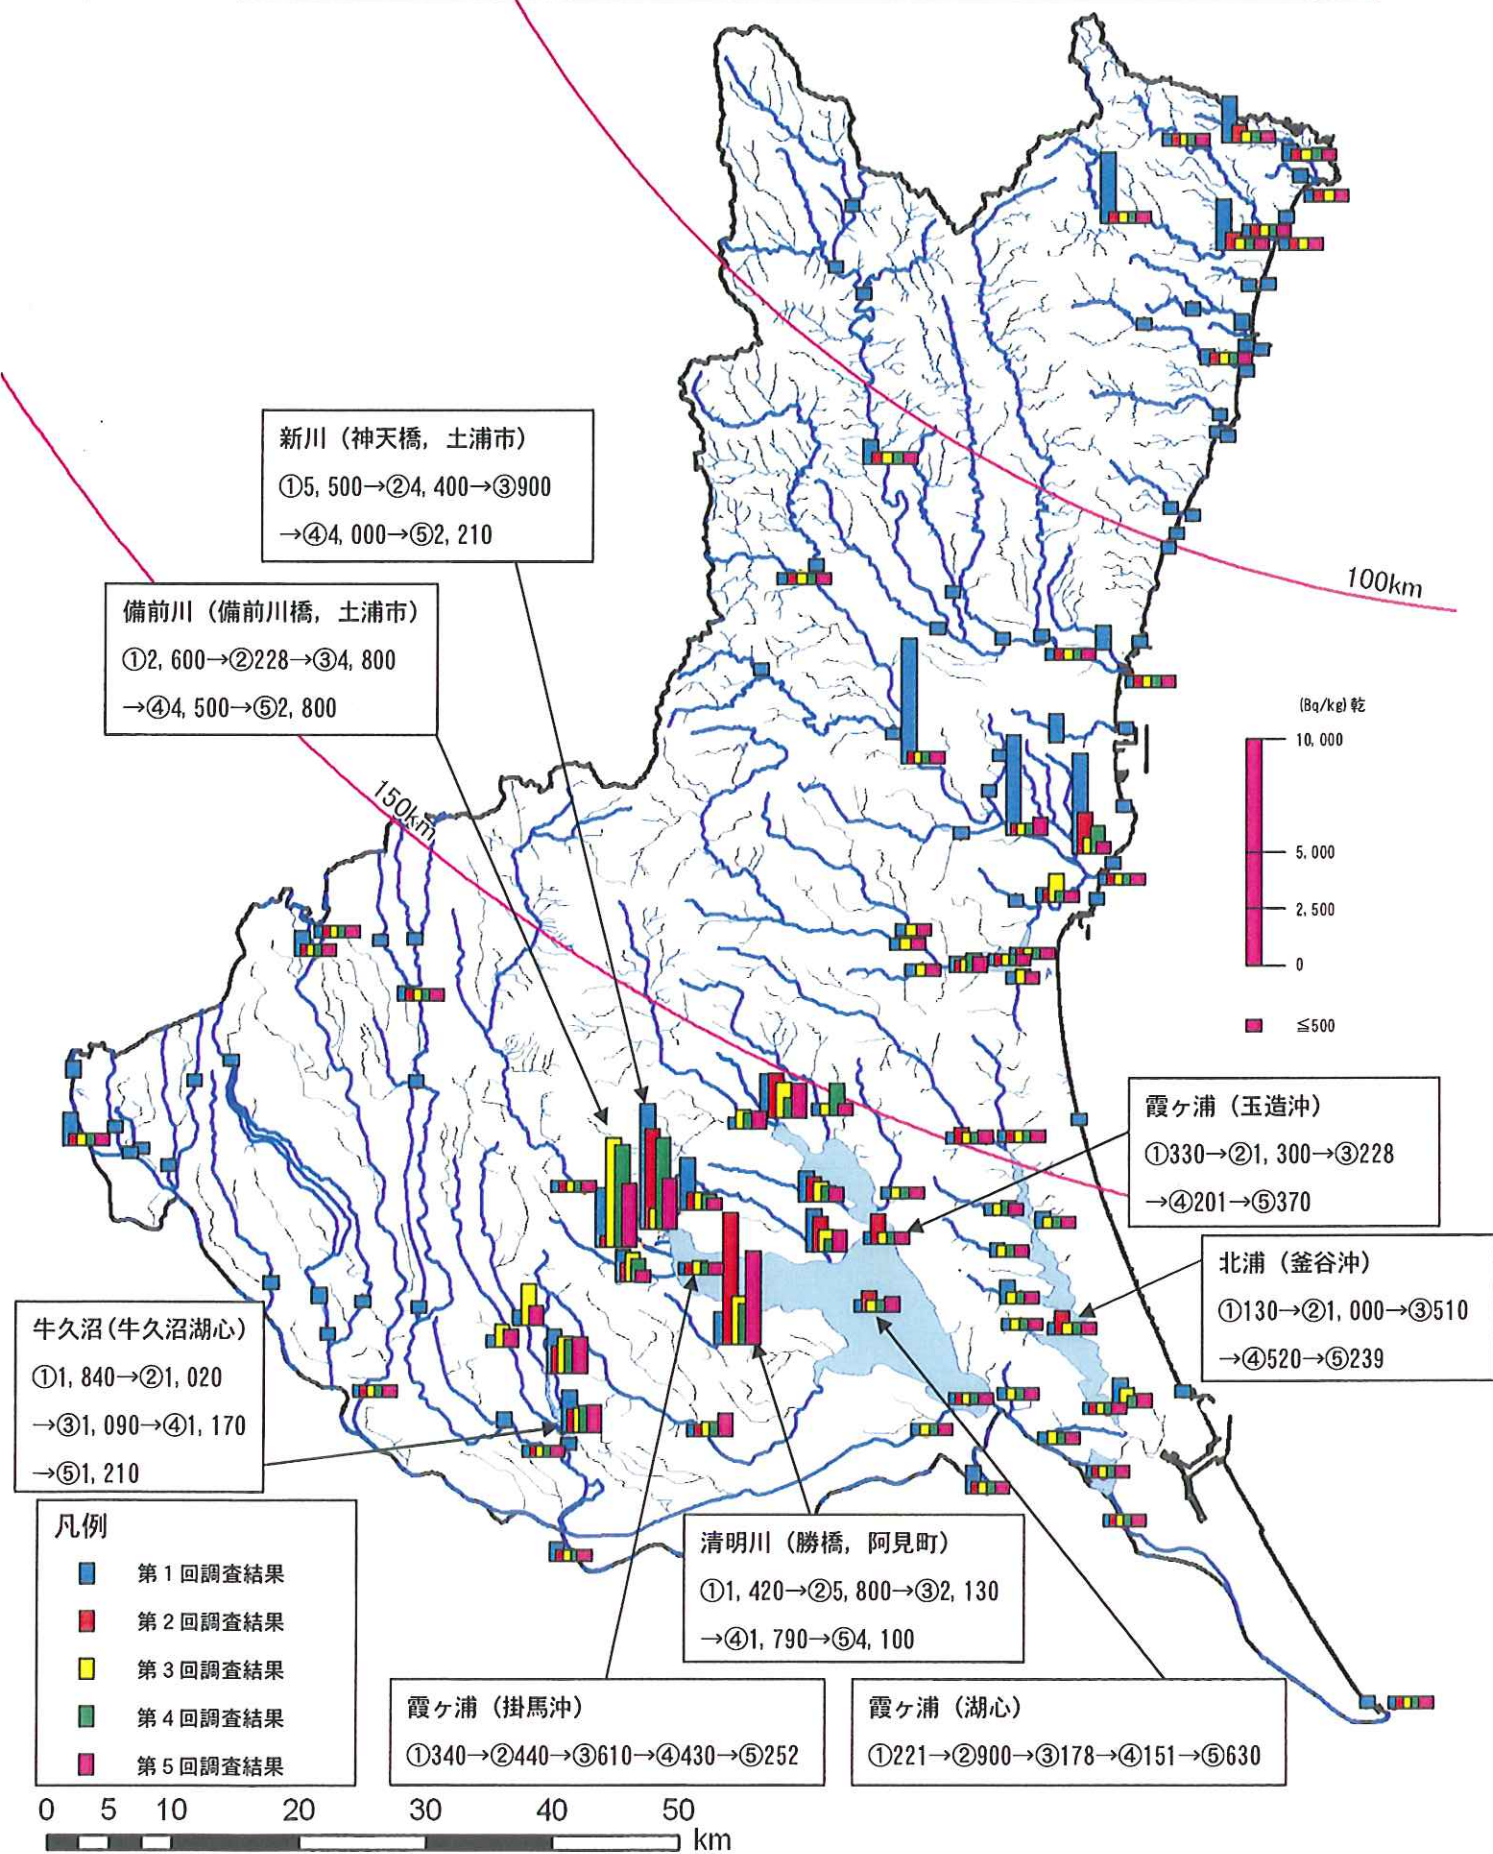 新川（神天橋，土浦市）
①5,500→②4,400→③900
→④4,000→⑤2,210
100km
備前川（備前川橋，土浦市）
①2,600→②228→③4,800
→④4,500→⑤2,800
(Bq/kg)乾
10,000
5,000
2,500
0
≦500
150km
霞ヶ浦（玉造沖）
①330→②1,300→③228
→④201→⑤370
北浦（釜谷沖）
①130→②1,000→③510
→④520→⑤239
牛久沼(牛久沼湖心)
①1,840→②1,020
→③1,090→④1,170
→⑤1,210
清明川（勝橋，阿見町）
①1,420→②5,800→③2,130
→④1,790→⑤4,100
凡例
第1回調査結果
第2回調査結果
第3回調査結果
第4回調査結果
第5回調査結果
霞ヶ浦（掛馬沖）
①340→②440→③610→④430→⑤252
霞ヶ浦（湖心）
①221→②900→③178→④151→⑤630
0 5 10 20 30 40 50
km